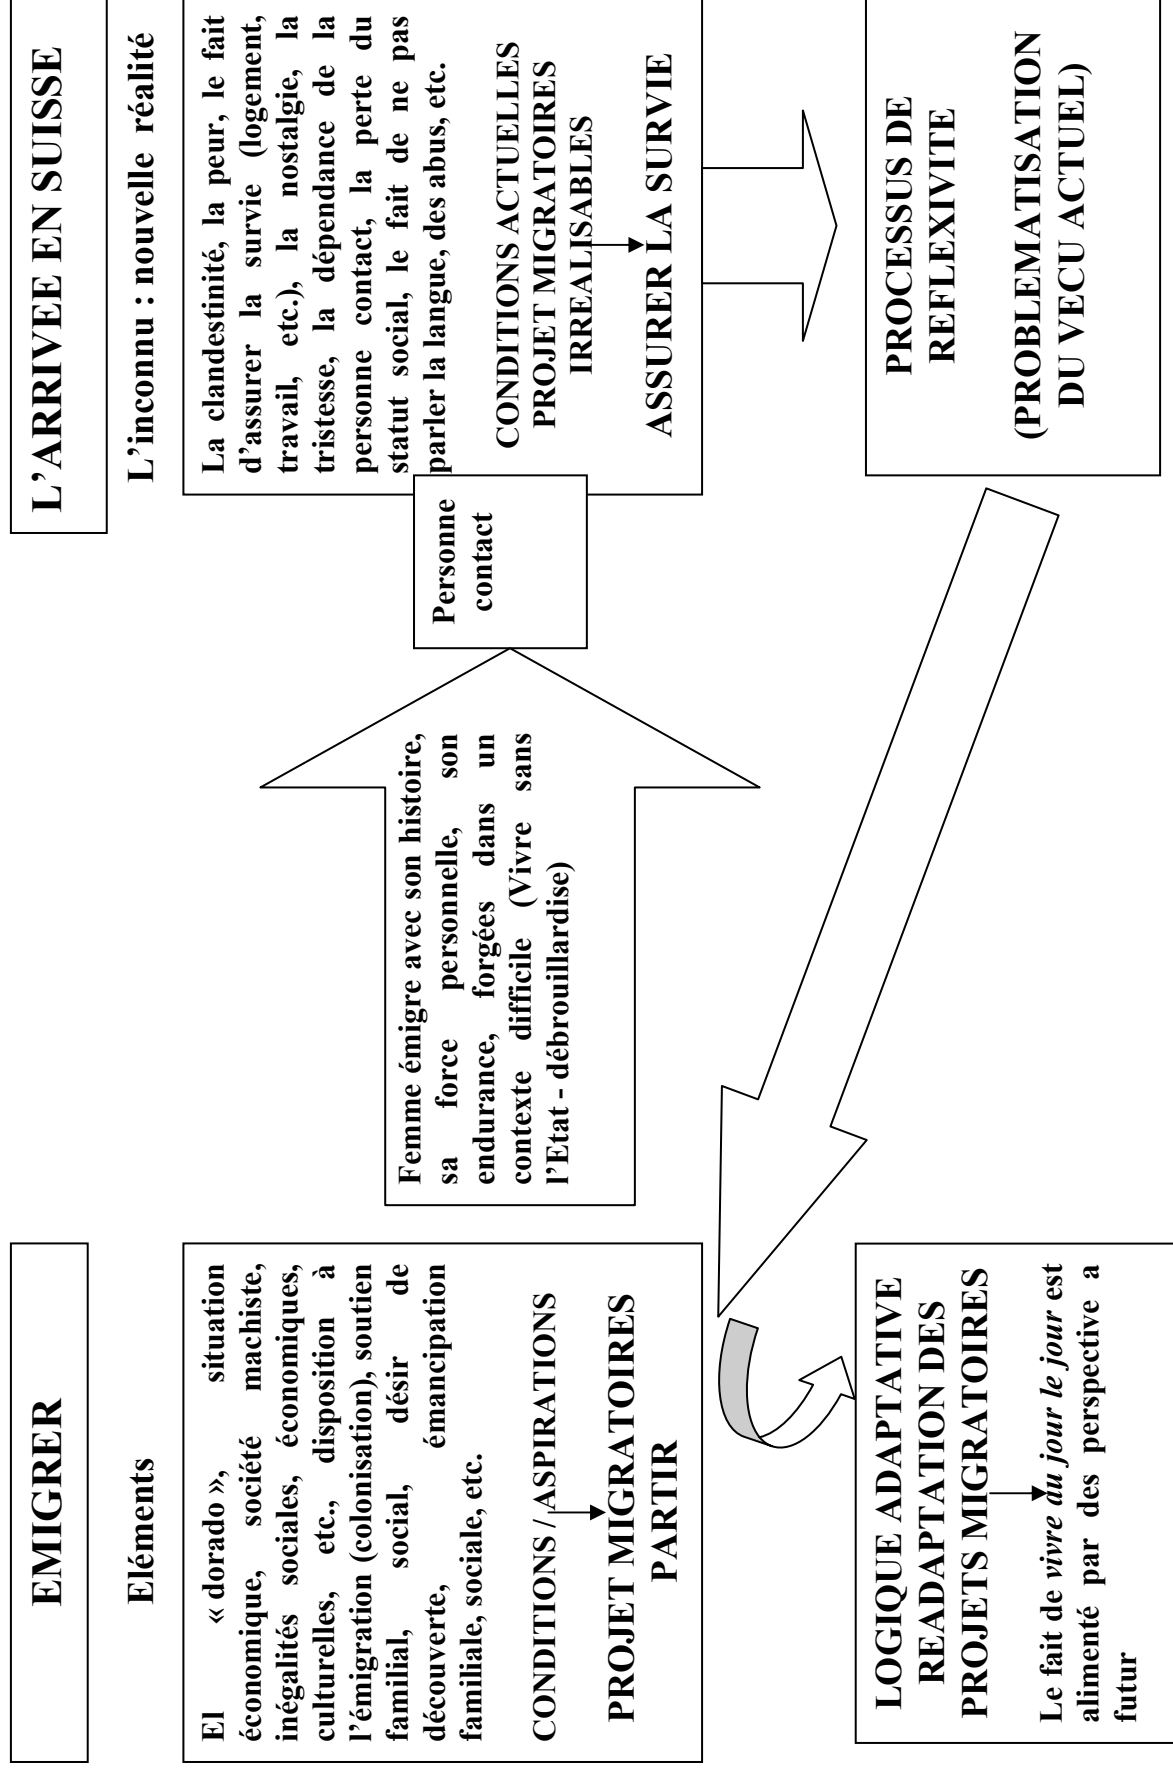 EMIGRER
Eléments
El « dorado », situation
économique, société machiste,
inégalités sociales, économiques,
culturelles, etc., disposition à
l’émigration (colonisation), soutien
familial, social, désir de
découverte, émancipation
familiale, sociale, etc.
CONDITIONS / ASPIRATIONS
PROJET MIGRATOIRES
PARTIR
Femme émigre avec son histoire,
sa force personnelle, son
endurance, forgées dans un
contexte difficile (Vivre sans
l’Etat - débrouillardise)
Personne
contact
L’ARRIVEE EN SUISSE
L’inconnu : nouvelle réalité
La clandestinité, la peur, le fait
d’assurer la survie (logement,
travail, etc.), la nostalgie, la
tristesse, la dépendance de la
personne contact, la perte du
statut social, le fait de ne pas
parler la langue, des abus, etc.
CONDITIONS ACTUELLES
PROJET MIGRATOIRES
IRREALISABLES
ASSURER LA SURVIE
PROCESSUS DE
REFLEXIVITE
(PROBLEMATISATION
DU VECU ACTUEL)
LOGIQUE ADAPTATIVE
READAPTATION DES
PROJETS MIGRATOIRES
Le fait de vivre au jour le jour est
alimenté par des perspective a
futur